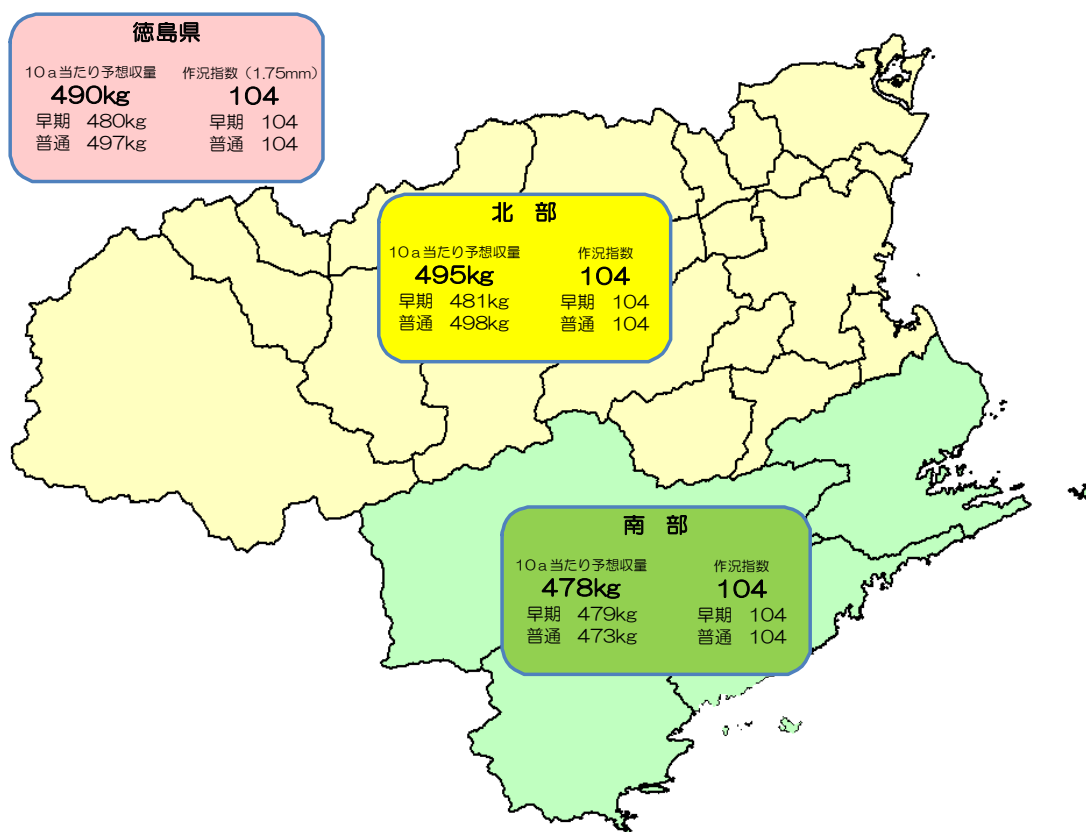 徳島県
10a当たり予想収量 作況指数（1.75mm）
490kg 104
早期 480kg 早期 104
普通 497kg 普通 104
北 部
10a当たり予想収量 作況指数
495kg 104
早期 481kg 早期 104
普通 498kg 普通 104
南 部
10a当たり予想収量 作況指数
478kg 104
早期 479kg 早期 104
普通 473kg 普通 104